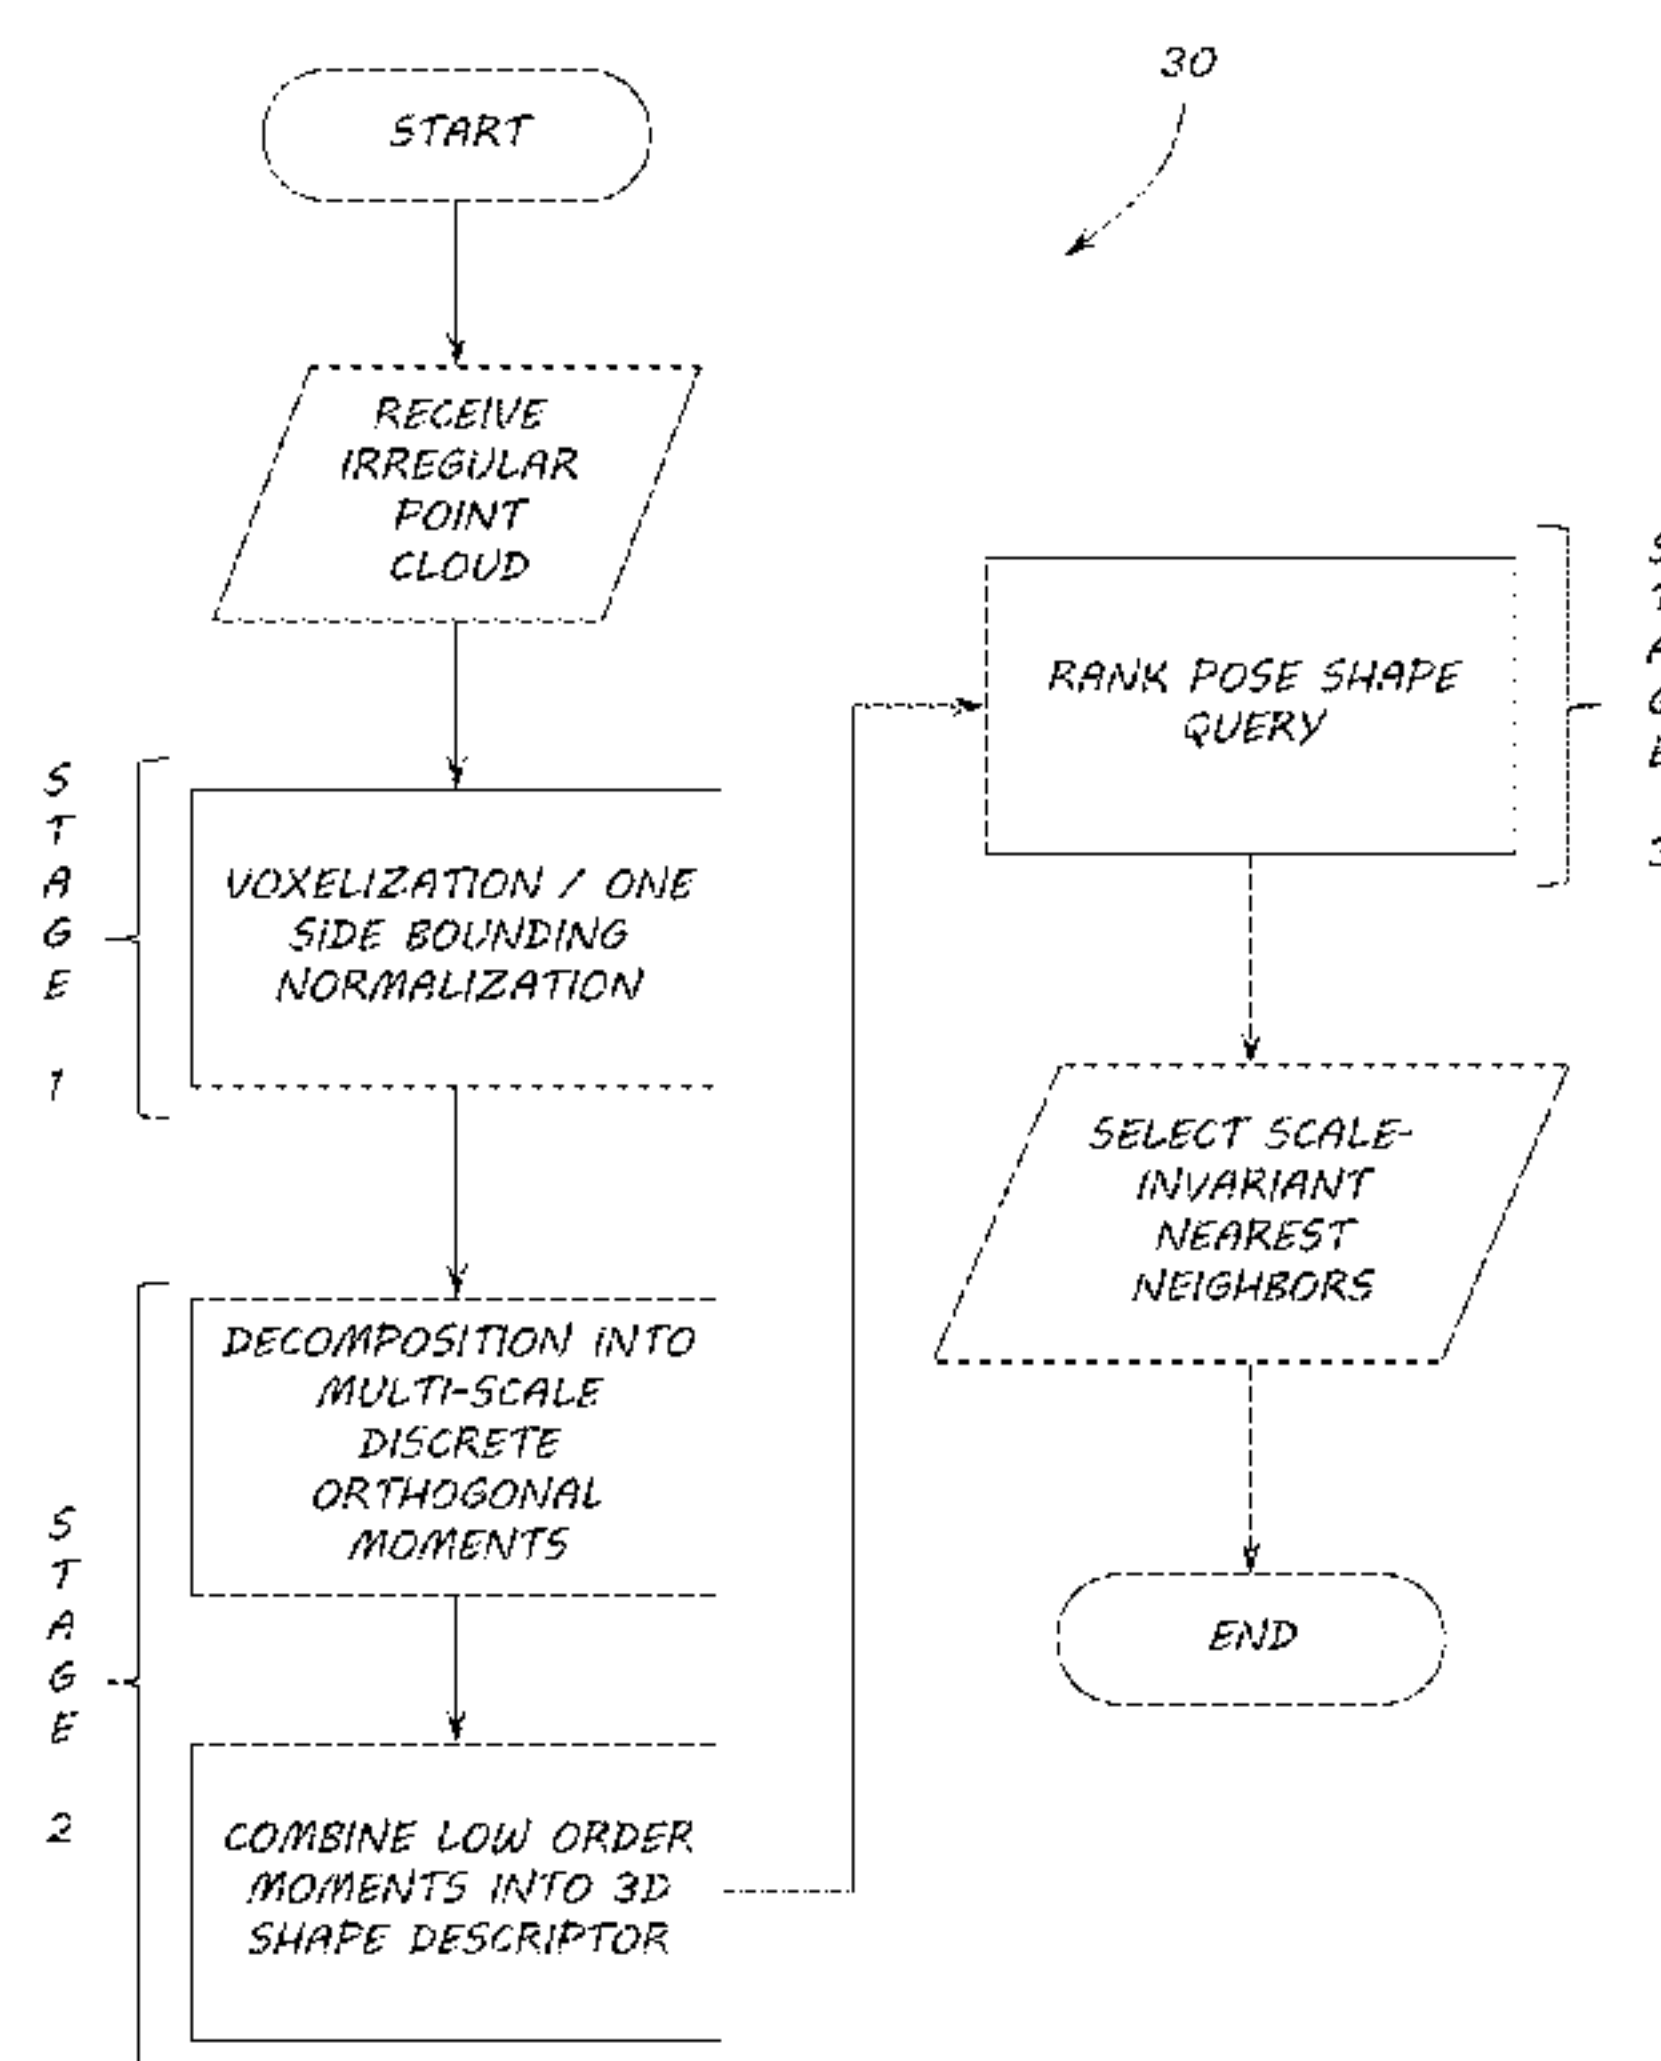 30
START
RECEIVE
IRREGULAR
POINT
CLOUD
STAGE 1
VOXELIZATION / ONE
SIDE BOUNDING
NORMALIZATION
STAGE 2
DECOMPOSITION INTO
MULTI-SCALE
DISCRETE
ORTHOGONAL
MOMENTS
COMBINE LOW ORDER
MOMENTS INTO 3D
SHAPE DESCRIPTOR
RANK POSE SHAPE
QUERY
SELECT SCALE-
INVARIANT
NEAREST
NEIGHBORS
END